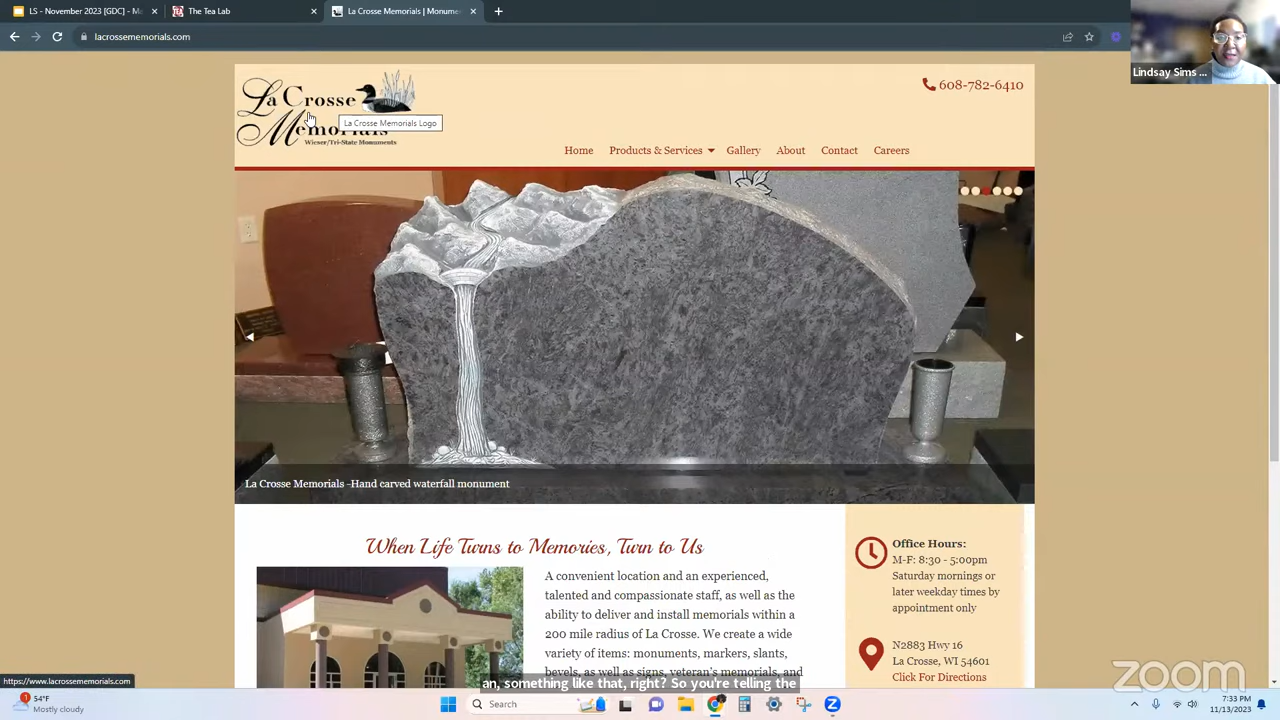 LS - November 2023 [GDC] - M
The Tea Lab
La Crosse Memorials | La Crosse
lacrossememorials.com
Lindsay Sims ...
La Crosse
Memorials
Wieser/Tri-State Monuments
La Crosse Memorials Logo
608-782-6410
Home
Products & Services
Gallery
About
Contact
Careers
La Crosse Memorials -Hand carved waterfall monument
When Life Turns to Memories, Turn to Us
A convenient location and an experienced,
talented and compassionate staff, as well as the
ability to deliver and install memorials within a
200 mile radius of La Crosse. We create a wide
variety of items: monuments, markers, slants,
bevels, as well as signs, veteran's memorials, and
Office Hours:
M-F: 8:30 - 5:00pm
Saturday mornings or
later weekday times by
appointment only
N2883 Hwy 16
La Crosse, WI 54601
Click For Directions
https://www.lacrossememorials.com
an, something like that, right? So you're telling the
zoom
1
54°F
Mostly cloudy
Search
7:33 PM
11/13/2023